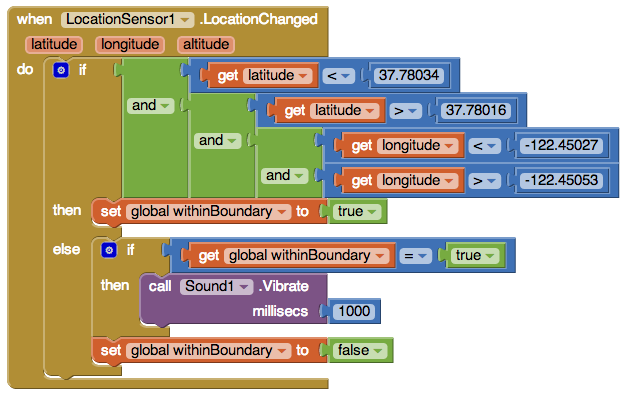 when LocationSensor1 .LocationChanged
latitude longitude altitude
do if get latitude < 37.78034
and get latitude > 37.78016
and get longitude < -122.45027
and get longitude > -122.45053
then set global withinBoundary to true
else if get global withinBoundary = true
then call Sound1 .Vibrate
millisecs 1000
set global withinBoundary to false